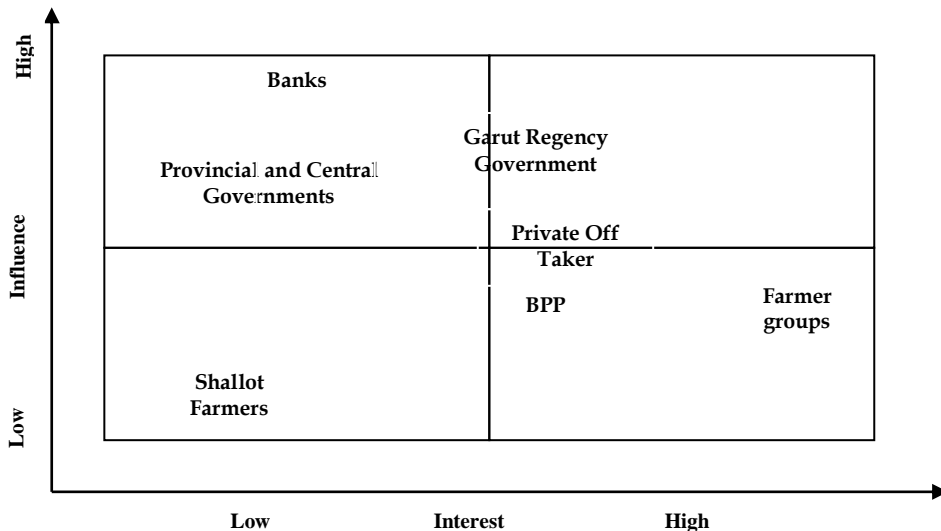 High
Influence
Low
Banks
Garut Regency
Government
Provincial and Central
Governments
Private Off
Taker
BPP
Farmer
groups
Shallot
Farmers
Low
Interest
High